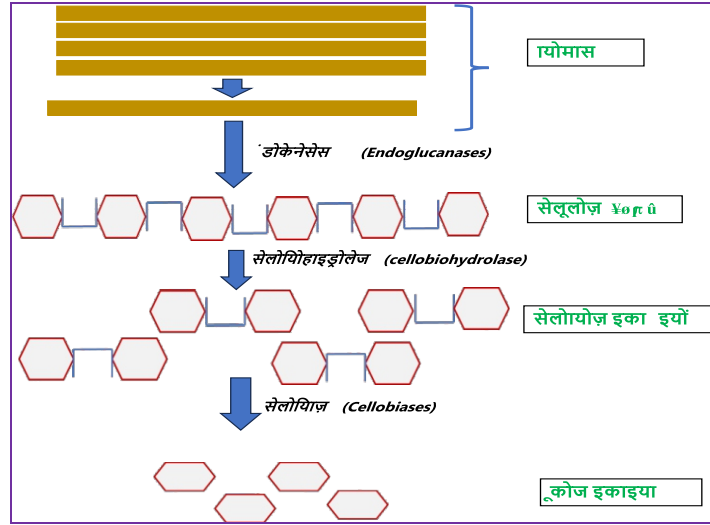 ायोमास
ंडोकेनेसेस (Endoglucanases)
सेलूलोज़
सेलोयोहाइड्रोलेज (cellobiohydrolase)
सेलोायोज़ इका इयों
सेलोयाज़ (Cellobiases)
ूकोज इकाइया